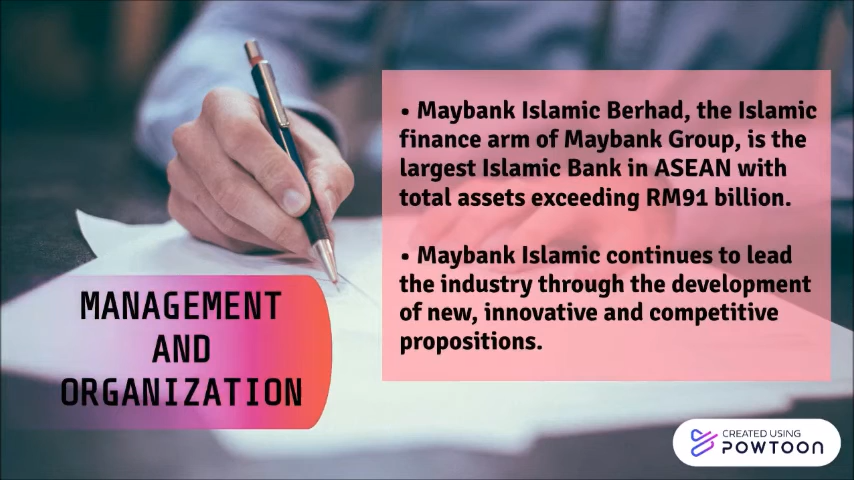 MANAGEMENT
AND
ORGANIZATION
• Maybank Islamic Berhad, the Islamic
finance arm of Maybank Group, is the
largest Islamic Bank in ASEAN with
total assets exceeding RM91 billion.
• Maybank Islamic continues to lead
the industry through the development
of new, innovative and competitive
propositions.
CREATED USING
POWTOON